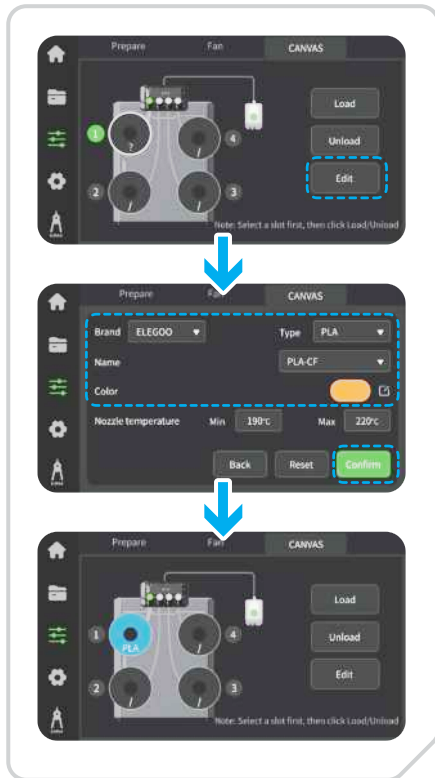 Prepare Fan CANVAS
1 4 Load
? / Unload
2 3 Edit
/ /
Note: Select a slot first, then click Load/Unload
Prepare Fan CANVAS
Brand ELEGOO Type PLA
Name PLA-CF
Color
Nozzle temperature Min 190°C Max 220°C
Back Reset Confirm
Prepare Fan CANVAS
1 4 Load
PLA / Unload
2 3 Edit
/ /
Note: Select a slot first, then click Load/Unload